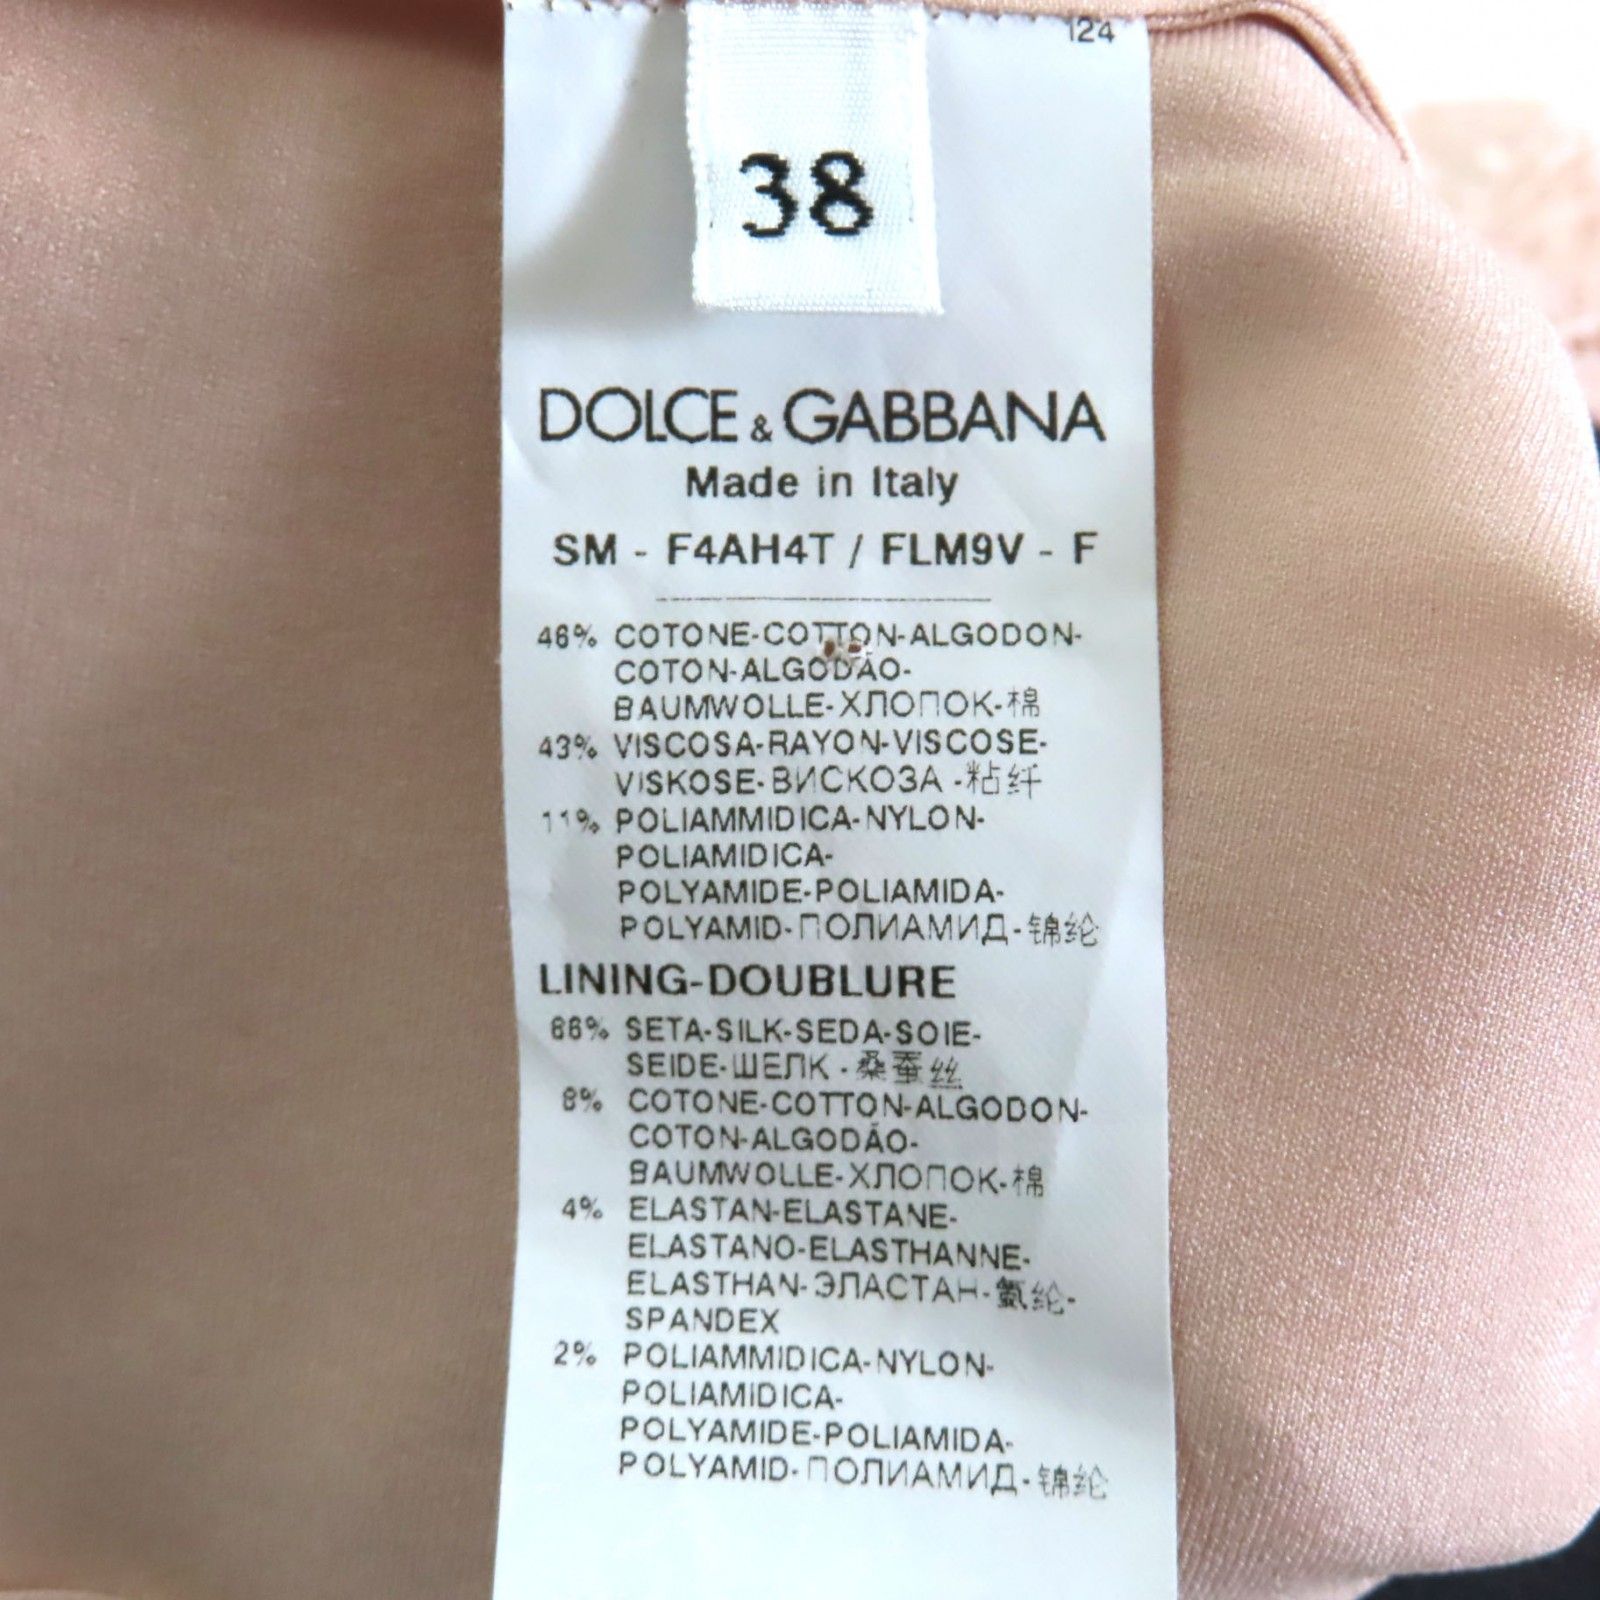 124
38
DOLCE & GABBANA
Made in Italy
SM - F4AH4T / FLM9V - F
46% COTONE-COTTON-ALGODON-
COTON-ALGODÃO-
BAUMWOLLE-ХЛОПОК-棉
43% VISCOSA-RAYON-VISCOSE-
VISKOSE-ВИСКОЗА -粘纤
11% POLIAMMIDICA-NYLON-
POLIAMIDICA-
POLYAMIDE-POLIAMIDA-
POLYAMID-ПОЛИАМИД-锦纶
LINING-DOUBLURE
86% SETA-SILK-SEDA-SOIE-
SEIDE-ШЕЛК -桑蚕丝
8% COTONE-COTTON-ALGODON-
COTON-ALGODÃO-
BAUMWOLLE-ХЛОПОК-棉
4% ELASTAN-ELASTANE-
ELASTANO-ELASTHANNE-
ELASTHAN-ЭЛАСТАН-氨纶-
SPANDEX
2% POLIAMMIDICA-NYLON-
POLIAMIDICA-
POLYAMIDE-POLIAMIDA-
POLYAMID-ПОЛИАМИД-锦纶